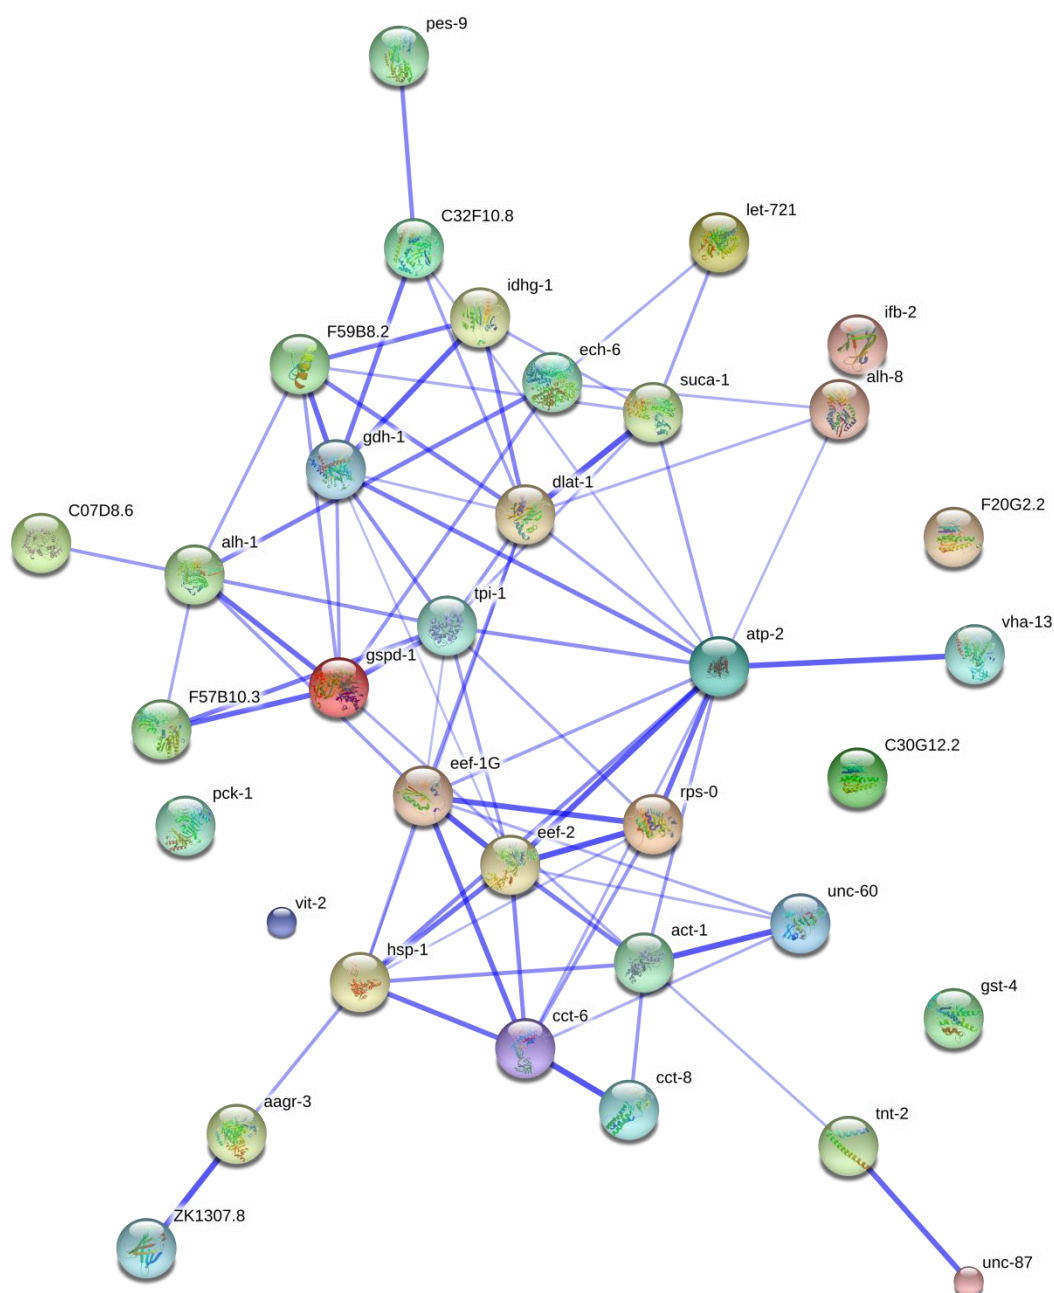 pes-9
C32F10.8
let-721
idhg-1
ifb-2
F59B8.2
ech-6
suca-1
alh-8
gdh-1
dlat-1
C07D8.6
F20G2.2
alh-1
tpi-1
atp-2
vha-13
gspd-1
F57B10.3
C30G12.2
eef-1G
pck-1
rps-0
eef-2
unc-60
vit-2
act-1
hsp-1
gst-4
cct-6
cct-8
aagr-3
tnt-2
ZK1307.8
unc-87